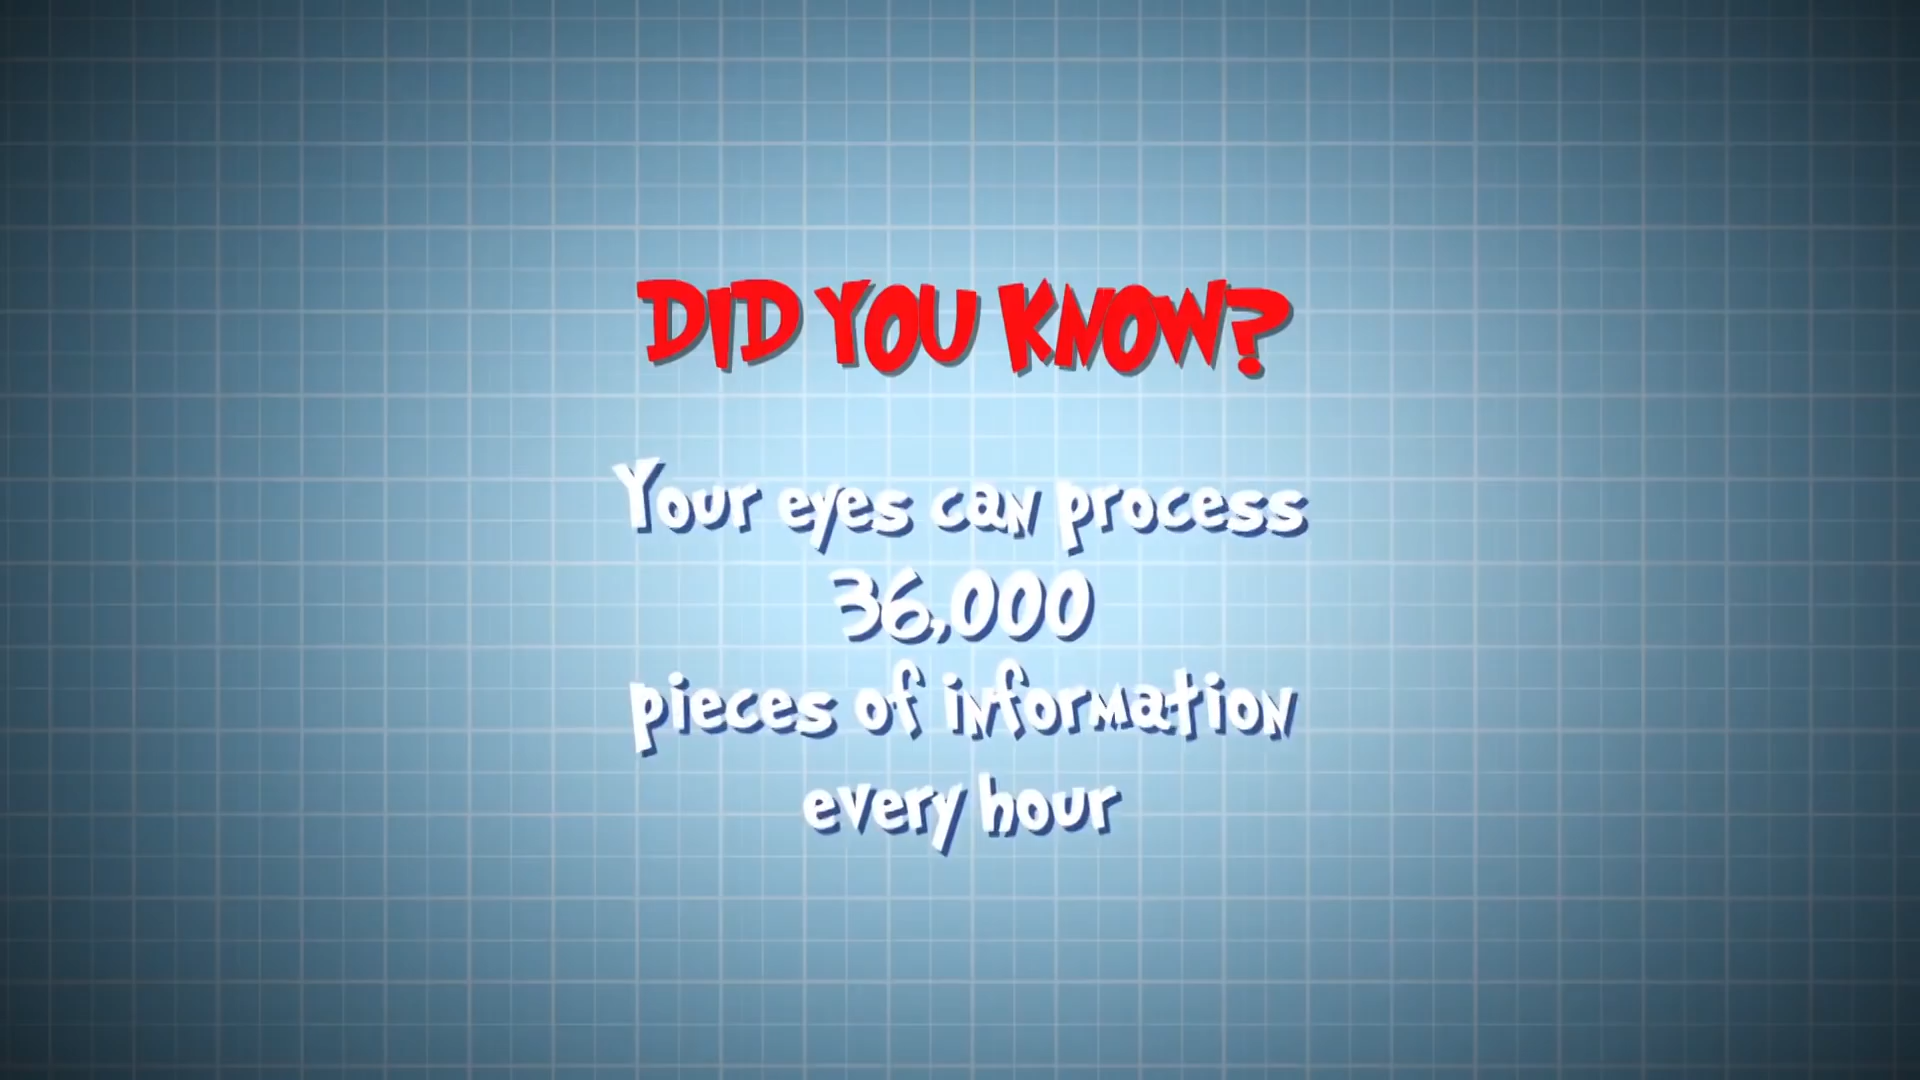 DID YOU KNOW?
Your eyes can process
36,000
pieces of information
every hour